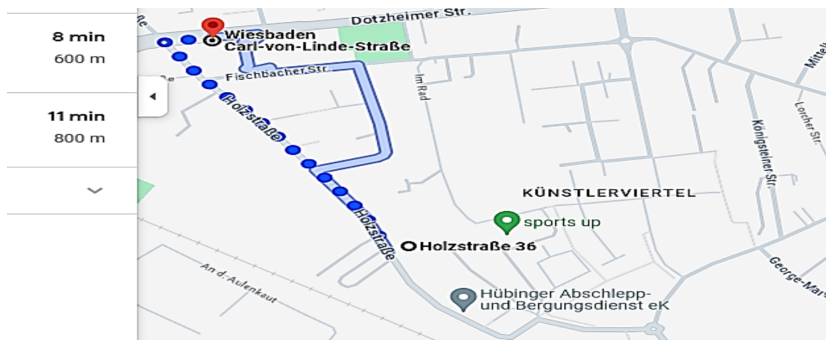 8 min
600 m
11 min
800 m
Dotzheimer Str.
Wiesbaden
Carl-von-Linde-Straße
Fischbacher Str.
Im Rad
Holzstraße
Königsteiner Str.
Lorcher Str.
KÜNSTLERVIERTEL
sports up
Holzstraße
Holzstraße 36
An d. Aulenkaut
Hübinger Abschlepp-
und Bergungsdienst eK